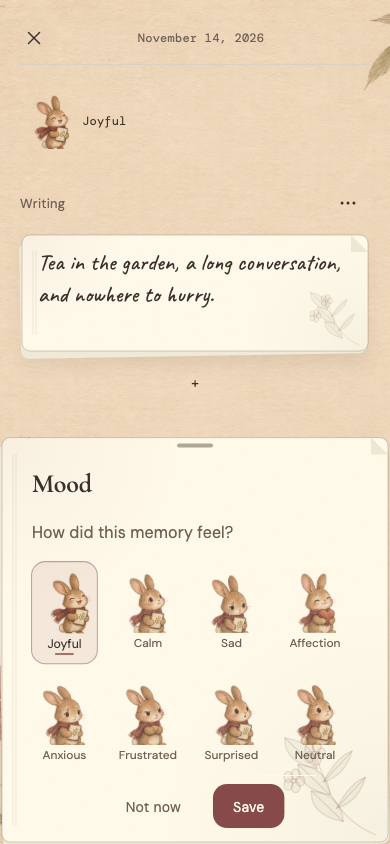 November 14, 2026
Joyful
Writing
Tea in the garden, a long conversation,
and nowhere to hurry.
+
Mood
How did this memory feel?
Joyful Calm Sad Affection
Anxious Frustrated Surprised Neutral
Not now Save